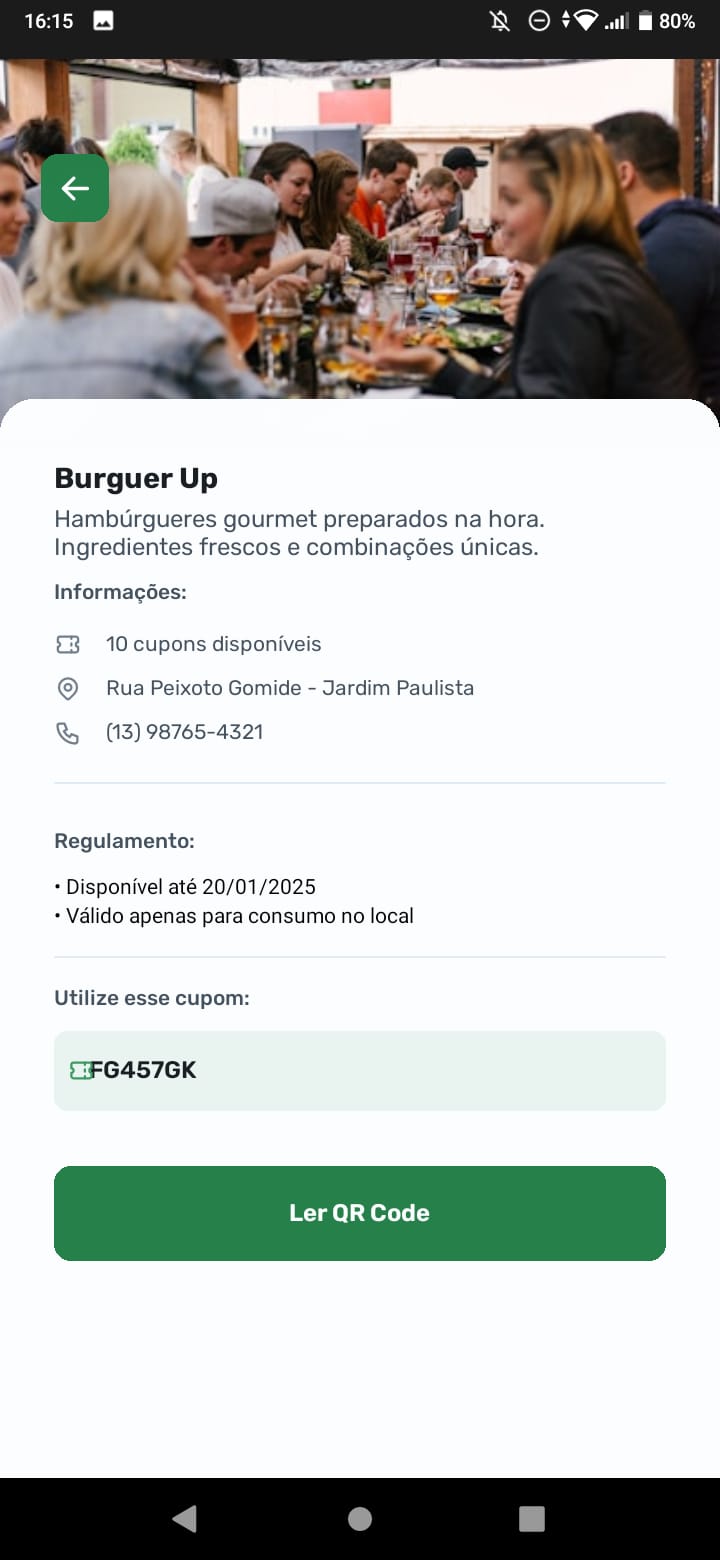 16:15
80%
Burguer Up
Hambúrgueres gourmet preparados na hora.
Ingredientes frescos e combinações únicas.
Informações:
10 cupons disponíveis
Rua Peixoto Gomide - Jardim Paulista
(13) 98765-4321
Regulamento:
• Disponível até 20/01/2025
• Válido apenas para consumo no local
Utilize esse cupom:
FG457GK
Ler QR Code